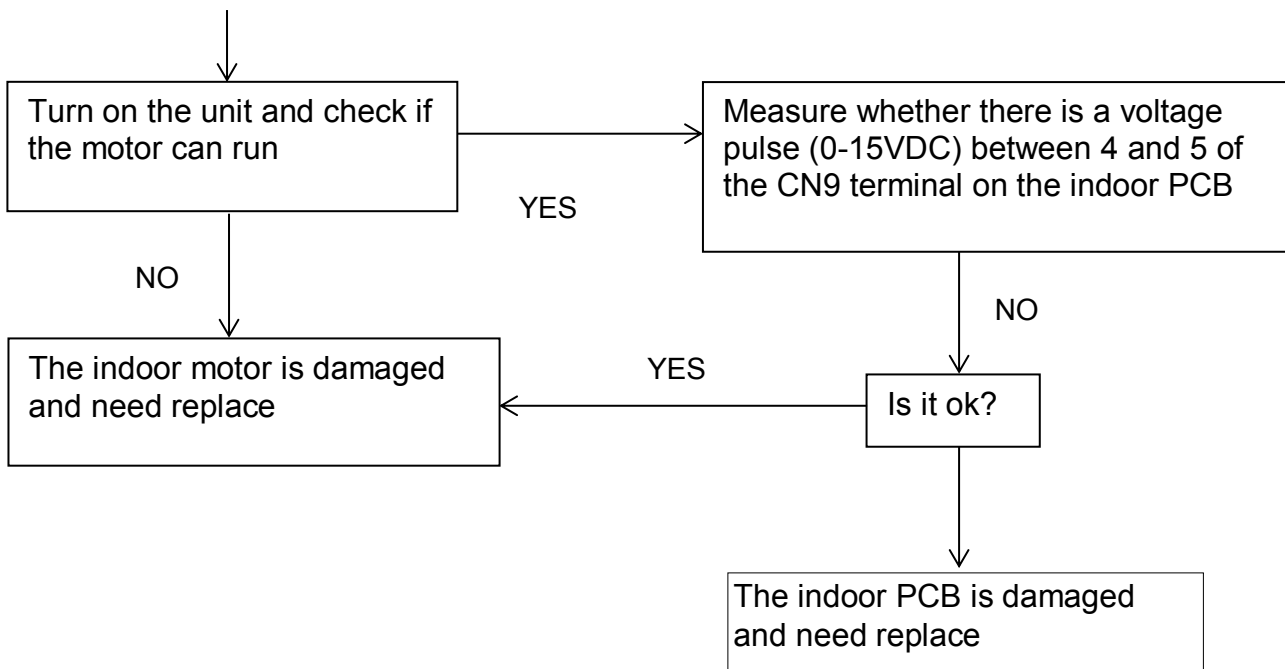 Turn on the unit and check if
the motor can run
YES
Measure whether there is a voltage
pulse (0-15VDC) between 4 and 5 of
the CN9 terminal on the indoor PCB
NO
NO
The indoor motor is damaged
and need replace
YES
Is it ok?
The indoor PCB is damaged
and need replace